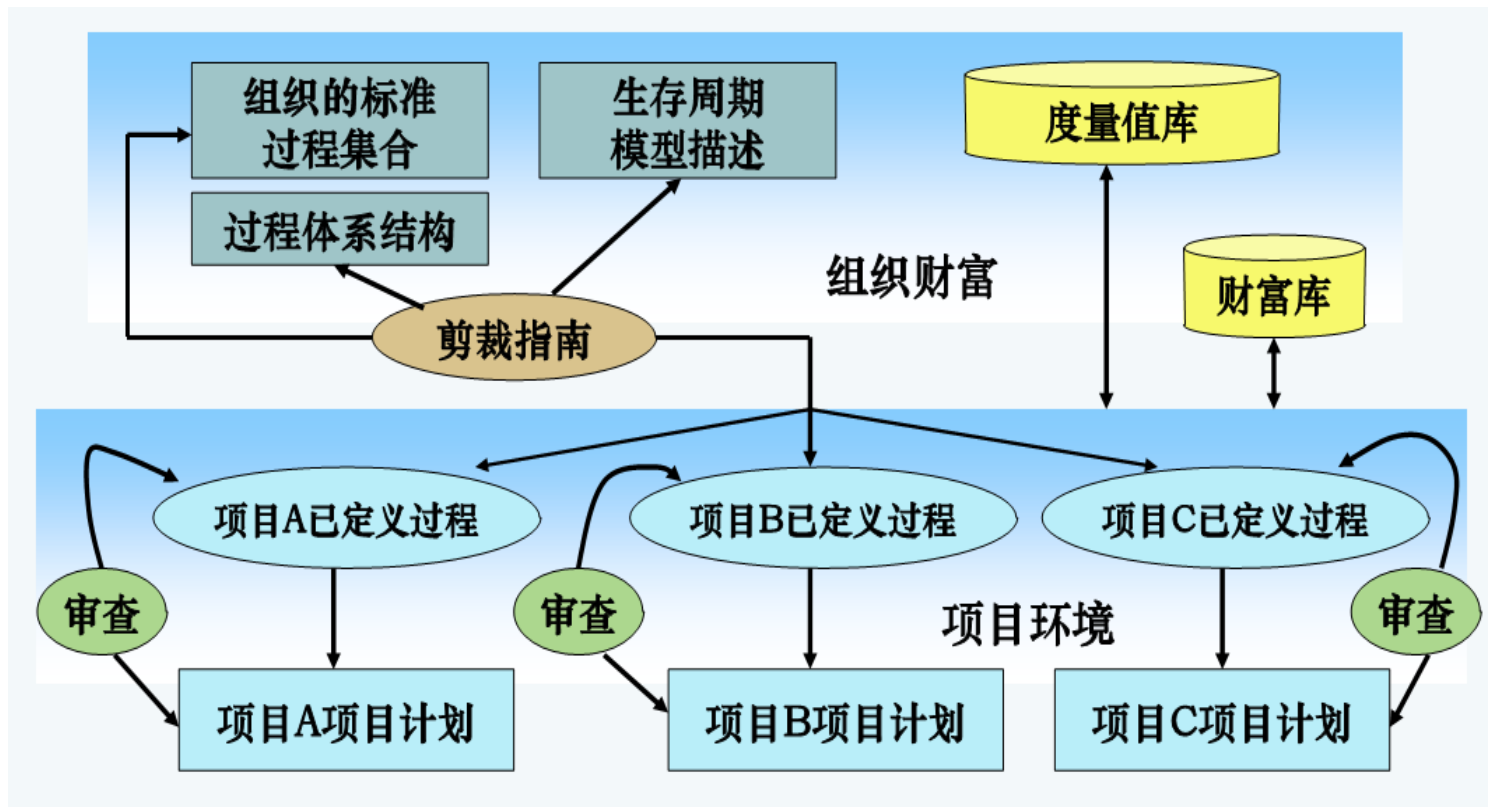 组织的标准
过程集合
生存周期
模型描述
度量值库
过程体系结构
组织财富
财富库
剪裁指南
项目A已定义过程
项目B已定义过程
项目C已定义过程
审查
审查
项目环境
审查
项目A项目计划
项目B项目计划
项目C项目计划